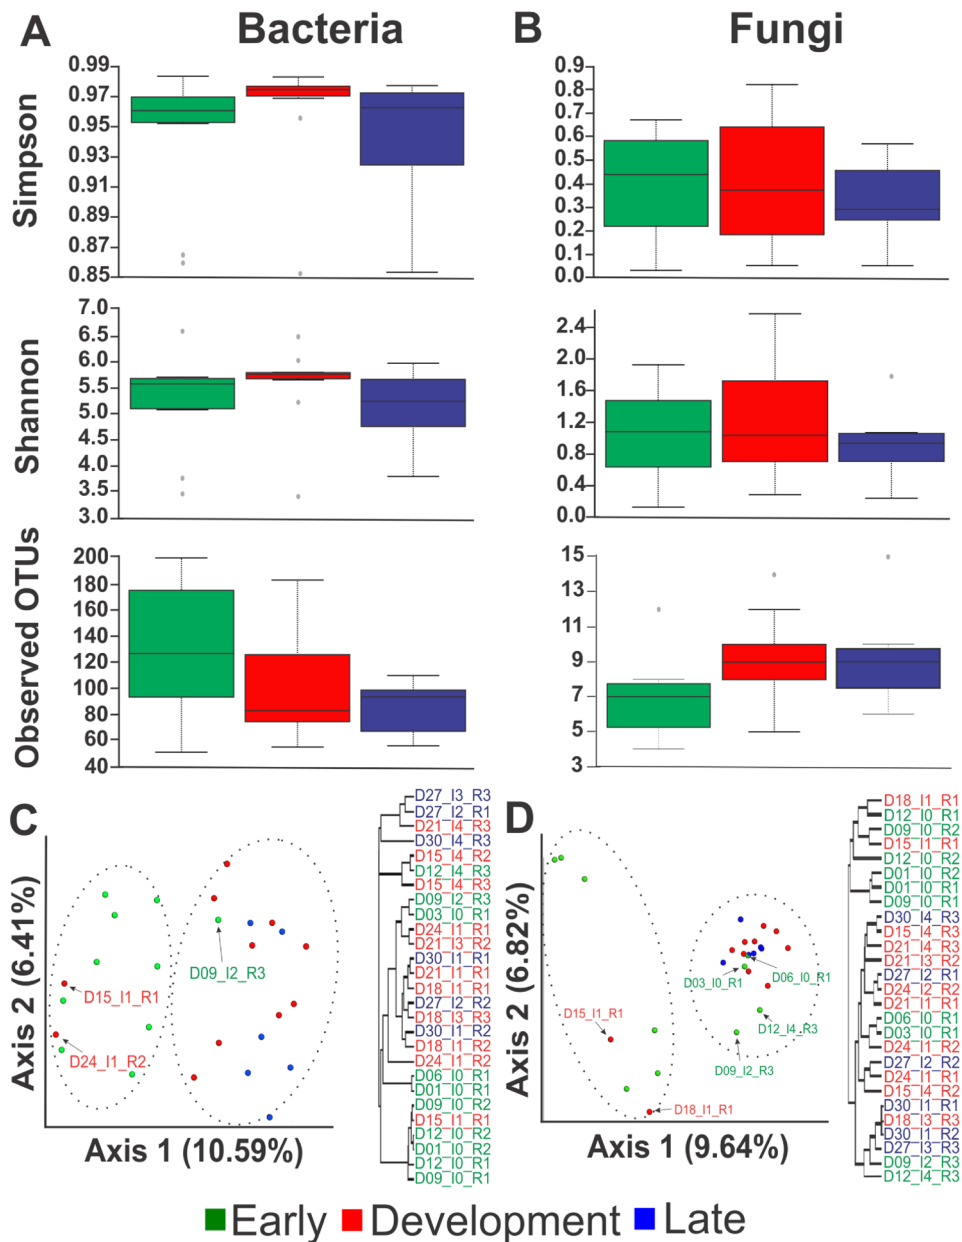 A Bacteria
B Fungi
Simpson
0.99
0.97
0.95
0.93
0.91
0.89
0.87
0.85
0.9
0.8
0.7
0.6
0.5
0.4
0.3
0.2
0.1
0.0
Shannon
7.0
6.5
6.0
5.5
5.0
4.5
4.0
3.5
3.0
2.4
2.0
1.6
1.2
0.8
0.4
0.0
Observed OTUs
200
180
160
140
120
100
80
60
40
15
13
11
9
7
5
3
C
Axis 2 (6.41%)
D09_I2_R3
D15_I1_R1
D24_I1_R2
Axis 1 (10.59%)
D27_I3_R3
D27_I2_R1
D21_I4_R3
D30_I4_R3
D15_I4_R2
D12_I4_R3
D15_I4_R3
D09_I2_R3
D03_I0_R1
D24_I1_R1
D21_I3_R2
D30_I1_R1
D21_I1_R1
D18_I1_R1
D27_I2_R2
D18_I3_R3
D30_I1_R2
D18_I1_R2
D24_I1_R2
D06_I0_R1
D01_I0_R1
D09_I0_R2
D15_I1_R1
D12_I0_R2
D01_I0_R2
D12_I0_R1
D09_I0_R1
D
Axis 2 (6.82%)
D03_I0_R1
D06_I0_R1
D15_I1_R1
D12_I4_R3
D09_I2_R3
D18_I1_R1
Axis 1 (9.64%)
D18_I1_R1
D12_I0_R1
D09_I0_R2
D15_I1_R1
D12_I0_R2
D01_I0_R2
D01_I0_R1
D09_I0_R1
D30_I4_R3
D15_I4_R3
D21_I4_R3
D21_I3_R2
D27_I2_R1
D24_I2_R2
D21_I1_R1
D06_I0_R1
D03_I0_R1
D24_I1_R2
D27_I2_R2
D24_I1_R1
D15_I4_R2
D30_I1_R1
D18_I3_R3
D30_I1_R2
D27_I3_R3
D09_I2_R3
D12_I4_R3
Early Development Late